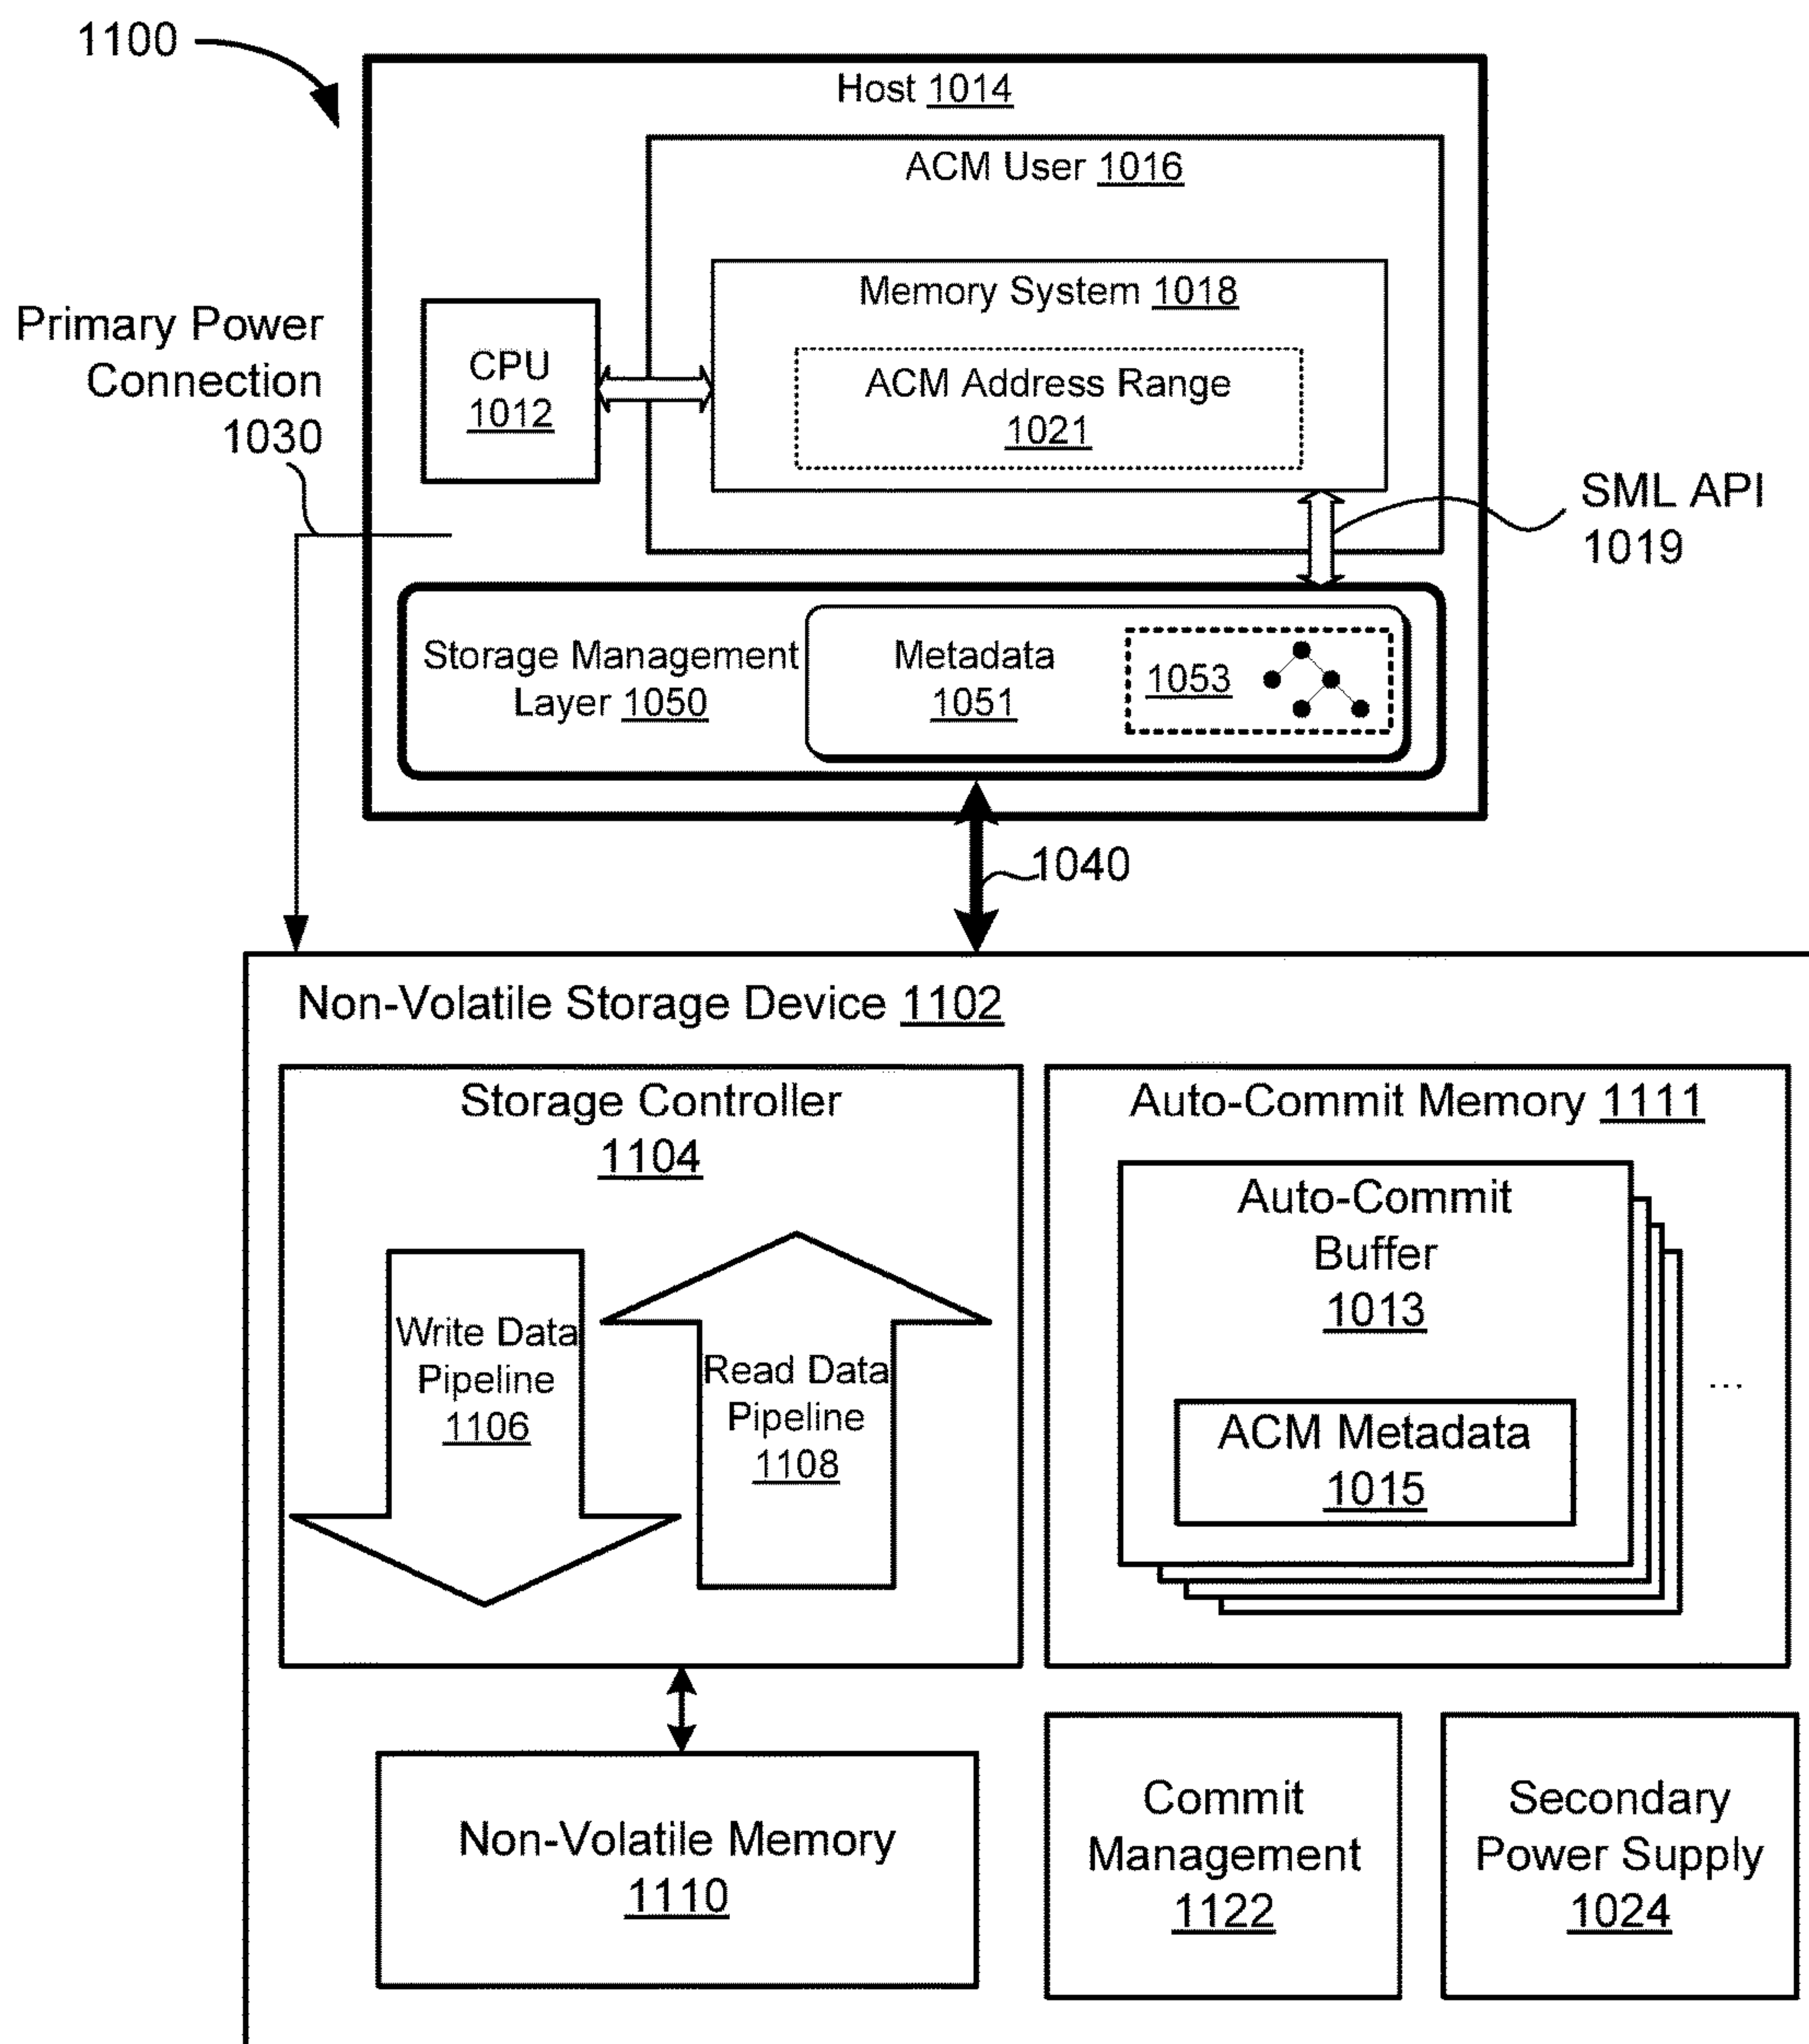 1100
Host 1014
ACM User 1016
Memory System 1018
ACM Address Range
1021
CPU
1012
Primary Power
Connection
1030
SML API
1019
Storage Management
Layer 1050
Metadata
1051
1053
1040
Non-Volatile Storage Device 1102
Storage Controller
1104
Write Data
Pipeline
1106
Read Data
Pipeline
1108
Auto-Commit Memory 1111
Auto-Commit
Buffer
1013
ACM Metadata
1015
...
Non-Volatile Memory
1110
Commit
Management
1122
Secondary
Power Supply
1024